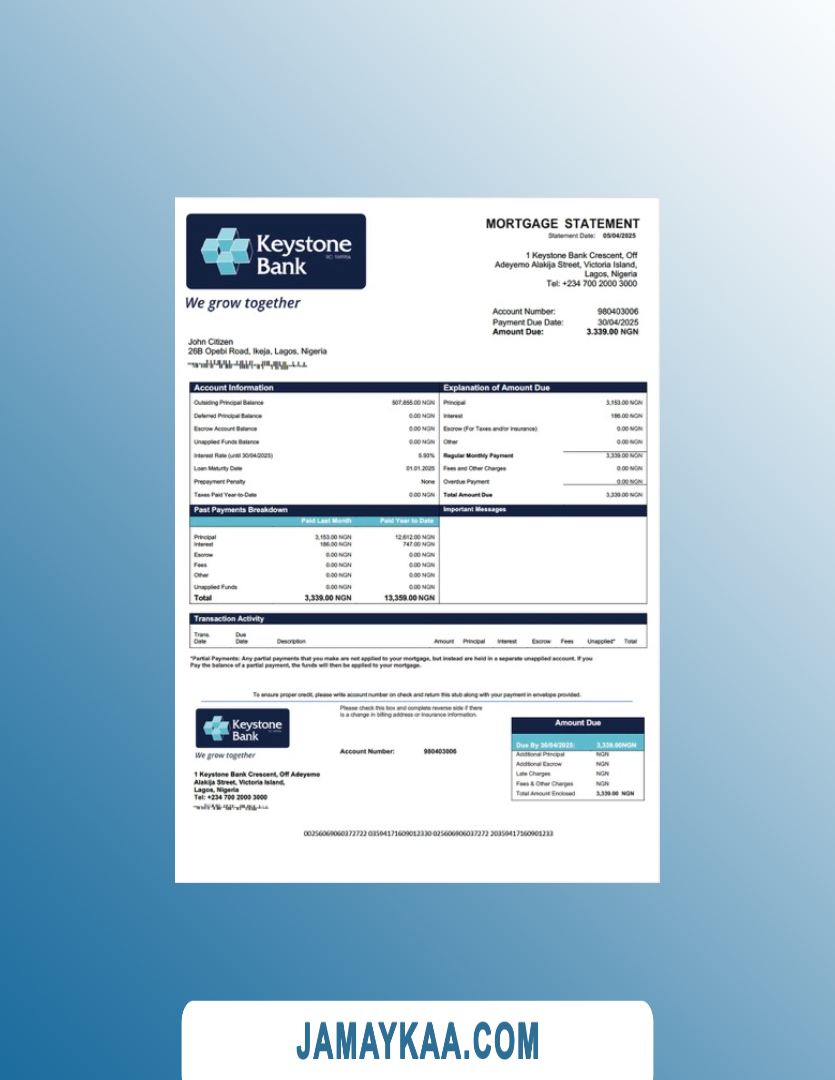 Keystone
Bank
We grow together
MORTGAGE STATEMENT
Statement Date: 05/04/2025
1 Keystone Bank Crescent, Off
Adeyemo Alakija Street, Victoria Island,
Lagos, Nigeria
Tel: +234 700 2000 3000
Account Number: 980403006
Payment Due Date: 30/04/2025
Amount Due: 3.339.00 NGN
John Citizen
26B Opebi Road, Ikeja, Lagos, Nigeria
Account Information
Outsiding Principal Balance 507,655.00 NGN
Deferred Principal Balance 0.00 NGN
Escrow Account Balance 0.00 NGN
Unapplied Funds Balance 0.00 NGN
Interest Rate (until 30/04/2025) 5.93%
Loan Maturity Date 01.01.2025
Prepayment Penalty None
Taxes Paid Year-to-Date 0.00 NGN
Explanation of Amount Due
Principal 3,153.00 NGN
Interest 186.00 NGN
Escrow (For Taxes and/or insurance) 0.00 NGN
Other 0.00 NGN
Regular Monthly Payment 3,339.00 NGN
Fees and Other Charges 0.00 NGN
Overdue Payment 0.00 NGN
Total Amount Due 3,339.00 NGN
Past Payments Breakdown
Paid Last Month Paid Year to Date
Principal 3,153.00 NGN 12,612.00 NGN
Interest 186.00 NGN 747.00 NGN
Escrow 0.00 NGN 0.00 NGN
Fees 0.00 NGN 0.00 NGN
Other 0.00 NGN 0.00 NGN
Unapplied Funds 0.00 NGN 0.00 NGN
Total 3,339.00 NGN 13,359.00 NGN
Important Messages
Transaction Activity
Trans. Date Due Date Description Amount Principal Interest Escrow Fees Unapplied* Total
*Partial Payments: Any partial payments that you make are not applied to your mortgage, but instead are held in a separate unapplied account. If you
Pay the balance of a partial payment, the funds will then be applied to your mortgage.
To ensure proper credit, please write account number on check and return this stub along with your payment in envelope provided.
Keystone
Bank
We grow together
Please check this box and complete reverse side if there
is a change in billing address or insurance information.
Account Number: 980403006
1 Keystone Bank Crescent, Off Adeyemo
Alakija Street, Victoria Island,
Lagos, Nigeria
Tel: +234 700 2000 3000
Amount Due
Due By 30/04/2025: 3,339.00NGN
Additional Principal NGN
Additional Escrow NGN
Late Charges NGN
Fees & Other Charges NGN
Total Amount Enclosed 3,339.00 NGN
00256069060372722 03594171609012330 025606906037272 20359417160901233
JAMAYKAA.COM